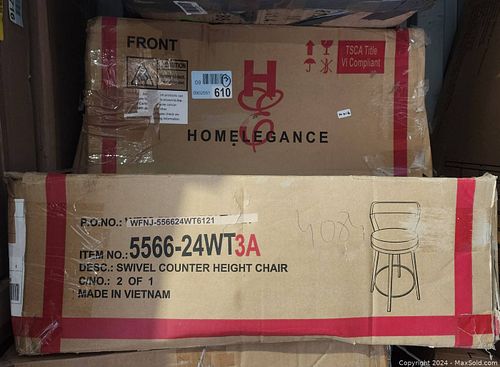 FRONT
TSCA Title
VI Compliant
610
HOMELEGANCE
P.O.NO.: WFNJ-556624WT6121
ITEM NO.: 5566-24WT3A
DESC.: SWIVEL COUNTER HEIGHT CHAIR
C/NO.: 2 OF 1
MADE IN VIETNAM
Copyright © 2024 - MaxSold.com